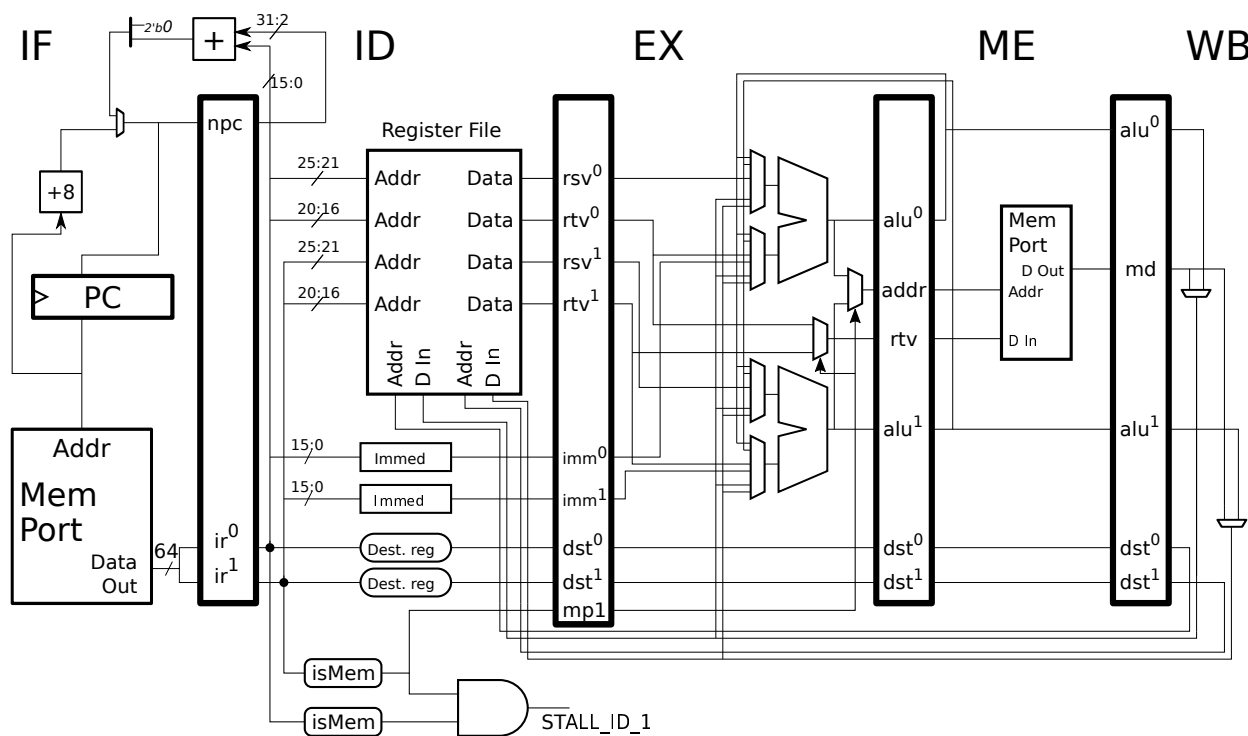 IF
ID
EX
ME
WB
2'b0
+
31:2
15:0
npc
+8
PC
Addr
Mem
Port
Data
Out
64
ir0
ir1
Register File
25:21
Addr
Data
20:16
Addr
Data
25:21
Addr
Data
20:16
Addr
Data
Addr
D In
Addr
D In
15:0
Immed
15:0
Immed
Dest. reg
Dest. reg
isMem
isMem
STALL_ID_1
rsv0
rtv0
rsv1
rtv1
imm0
imm1
dst0
dst1
mp1
alu0
addr
rtv
alu1
dst0
dst1
Mem
Port
D Out
Addr
D In
alu0
md
alu1
dst0
dst1